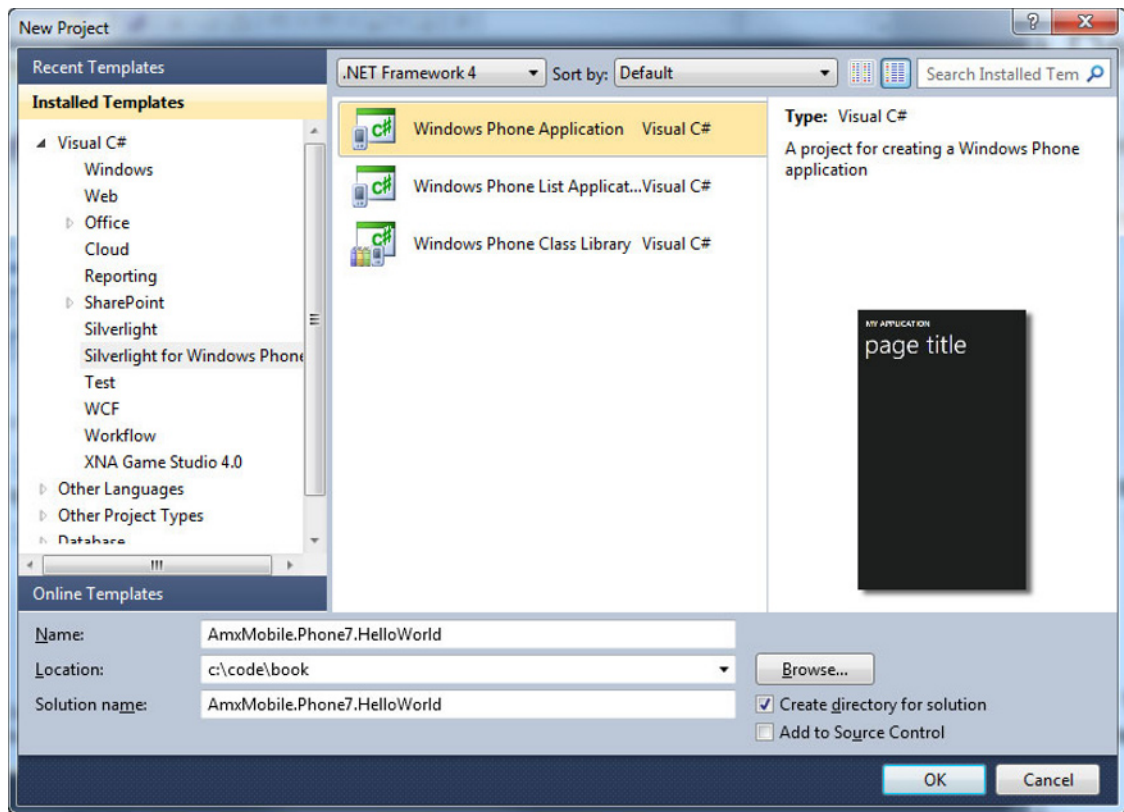 New Project
Recent Templates
Installed Templates
Visual C#
Windows
Web
Office
Cloud
Reporting
SharePoint
Silverlight
Silverlight for Windows Phone
Test
WCF
Workflow
XNA Game Studio 4.0
Other Languages
Other Project Types
Database
Online Templates
.NET Framework 4
Sort by: Default
Search Installed Tem
Windows Phone Application Visual C#
Windows Phone List Applicat...Visual C#
Windows Phone Class Library Visual C#
Type: Visual C#
A project for creating a Windows Phone
application
MY APPLICATION
page title
Name: AmxMobile.Phone7.HelloWorld
Location: c:\code\book
Browse...
Solution name: AmxMobile.Phone7.HelloWorld
Create directory for solution
Add to Source Control
OK Cancel